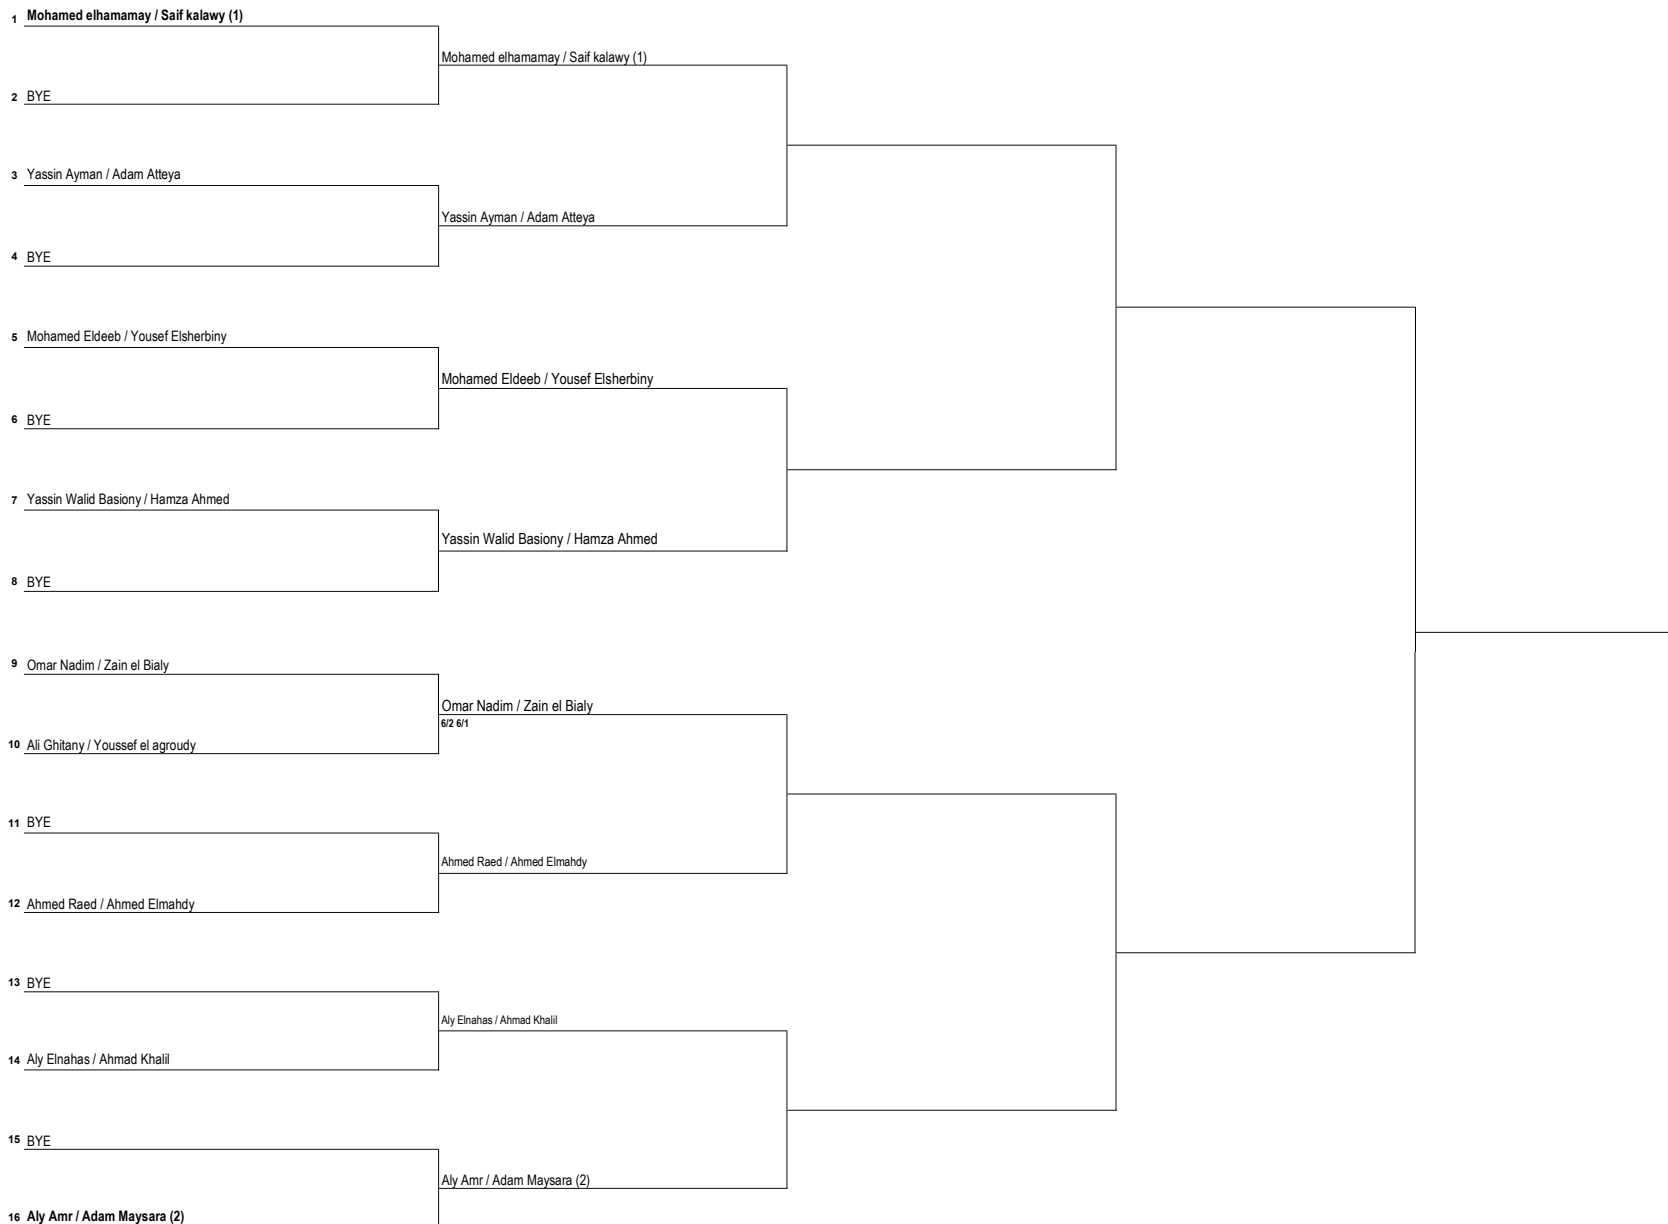 1 Mohamed elhamamay / Saif kalawy (1)
Mohamed elhamamay / Saif kalawy (1)
2 BYE
3 Yassin Ayman / Adam Atteya
Yassin Ayman / Adam Atteya
4 BYE
5 Mohamed Eldeeb / Yousef Elsherbiny
Mohamed Eldeeb / Yousef Elsherbiny
6 BYE
7 Yassin Walid Basiony / Hamza Ahmed
Yassin Walid Basiony / Hamza Ahmed
8 BYE
9 Omar Nadim / Zain el Bialy
Omar Nadim / Zain el Bialy
6/2 6/1
10 Ali Ghitany / Youssef el agroudy
11 BYE
Ahmed Raed / Ahmed Elmahdy
12 Ahmed Raed / Ahmed Elmahdy
13 BYE
Aly Elnahas / Ahmad Khalil
14 Aly Elnahas / Ahmad Khalil
15 BYE
Aly Amr / Adam Maysara (2)
16 Aly Amr / Adam Maysara (2)